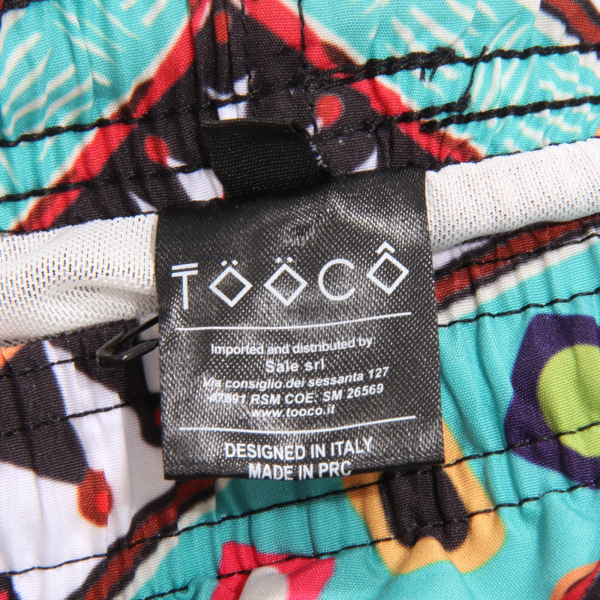 TÖÖCÔ
Imported and distributed by
Sale srl
Via consiglio dei sessanta 127
47891 RSM COE: SM 26569
www.tooco.it
DESIGNED IN ITALY
MADE IN PRC